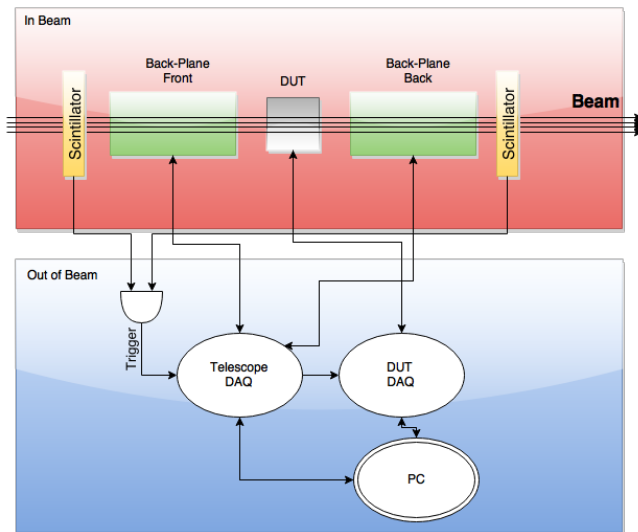 In Beam
Back-Plane
Front
DUT
Back-Plane
Back
Beam
Scintillator
Scintillator
Out of Beam
Trigger
Telescope
DAQ
DUT
DAQ
PC